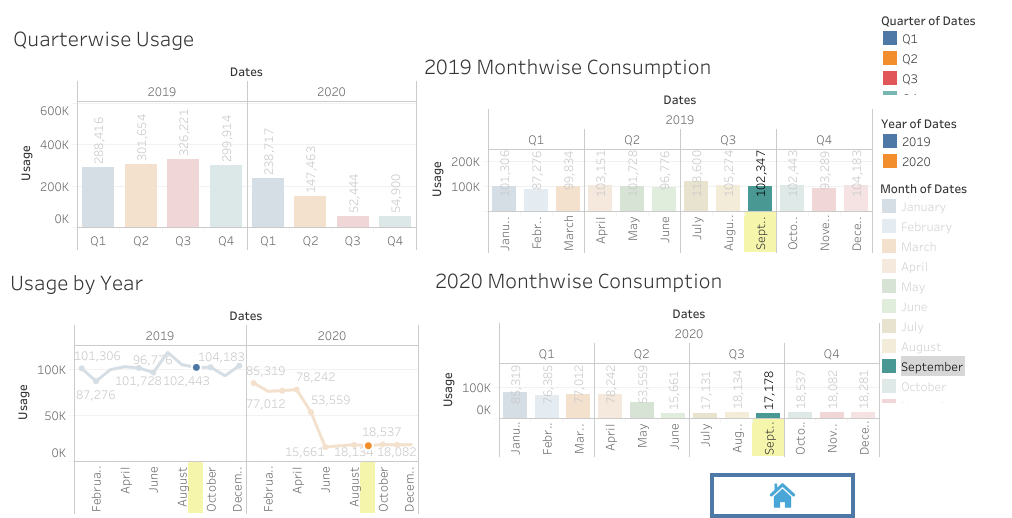 Quarterwise Usage
Dates
2019 2020
Usage
600K
400K
200K
0K
288,416 301,654 326,221 299,914 238,717 147,463 52,444 54,900
Q1 Q2 Q3 Q4 Q1 Q2 Q3 Q4
2019 Monthwise Consumption
Dates
2019
Q1 Q2 Q3 Q4
Usage
200K
100K
101,306 87,276 99,834 103,151 101,728 96,776 118,600 105,274 102,347 102,443 93,289 104,183
Janu.. Febr.. March April May June July Augu.. Sept.. Octo.. Nove.. Dece..
Quarter of Dates
Q1
Q2
Q3
Year of Dates
2019
2020
Month of Dates
January
February
March
April
May
June
July
August
September
October
Usage by Year
Dates
2019 2020
Usage
100K
50K
0K
101,306 96,776 104,183
87,276 101,728 102,443
85,319 78,242
77,012 53,559
18,537
15,661 18,134 18,082
Februa.. April June August October Decem.. Februa.. April June August October Decem..
2020 Monthwise Consumption
Dates
2020
Q1 Q2 Q3 Q4
Usage
100K
0K
85,319 76,385 77,012 78,242 53,559 15,661 17,131 18,134 17,178 18,537 18,082 18,281
Janu.. Febr.. Mar.. April May June July Aug.. Sept.. Octo.. Nov.. Dece..